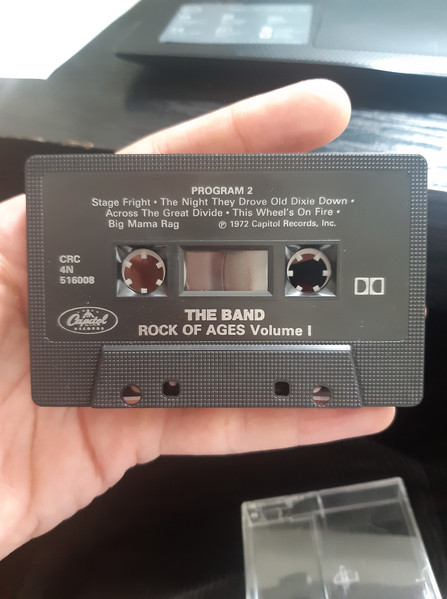 PROGRAM 2
Stage Fright • The Night They Drove Old Dixie Down •
Across The Great Divide • This Wheel's On Fire •
Big Mama Rag ℗ 1972 Capitol Records, Inc.
CRC
4N
516008
Capitol
RECORDS
THE BAND
ROCK OF AGES Volume I